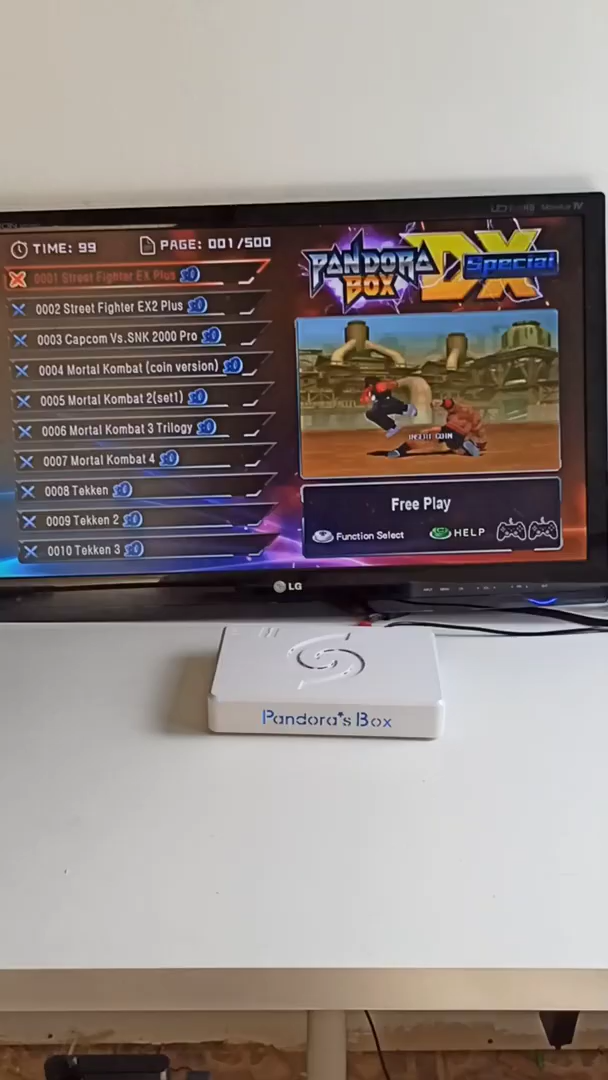 TIME: 99
PAGE: 001/500
0001 Street Fighter EX Plus
0002 Street Fighter EX2 Plus
0003 Capcom Vs.SNK 2000 Pro
0004 Mortal Kombat (coin version)
0005 Mortal Kombat 2(set1)
0006 Mortal Kombat 3 Trilogy
0007 Mortal Kombat 4
0008 Tekken
0009 Tekken 2
0010 Tekken 3
PANDORA BOX DX Special
INSERT COIN
Free Play
Function Select
HELP
LG
Pandora's Box